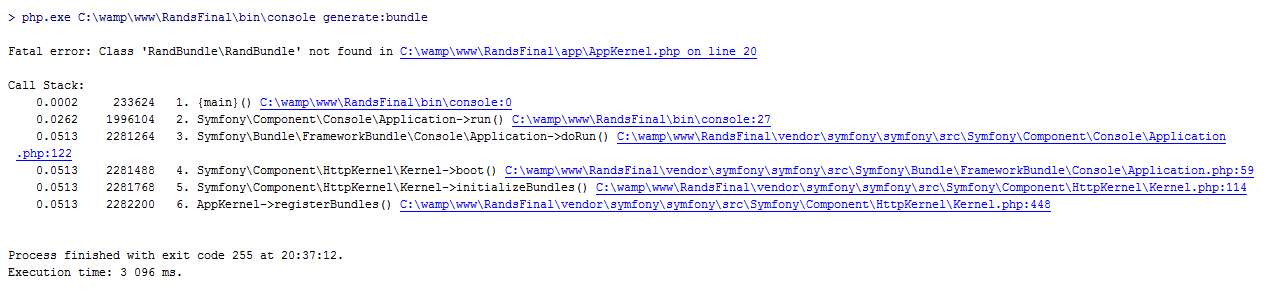 > php.exe C:\wamp\www\RandsFinal\bin\console generate:bundle
Fatal error: Class 'RandBundle\RandBundle' not found in C:\wamp\www\RandsFinal\app\AppKernel.php on line 20
Call Stack:
0.0002 233624 1. {main}() C:\wamp\www\RandsFinal\bin\console:0
0.0262 1996104 2. Symfony\Component\Console\Application->run() C:\wamp\www\RandsFinal\bin\console:27
0.0513 2281264 3. Symfony\Bundle\FrameworkBundle\Console\Application->doRun() C:\wamp\www\RandsFinal\vendor\symfony\symfony\src\Symfony\Component\Console\Application
.php:122
0.0513 2281488 4. Symfony\Component\HttpKernel\Kernel->boot() C:\wamp\www\RandsFinal\vendor\symfony\symfony\src\Symfony\Bundle\FrameworkBundle\Console\Application.php:59
0.0513 2281768 5. Symfony\Component\HttpKernel\Kernel->initializeBundles() C:\wamp\www\RandsFinal\vendor\symfony\symfony\src\Symfony\Component\HttpKernel\Kernel.php:114
0.0513 2282200 6. AppKernel->registerBundles() C:\wamp\www\RandsFinal\vendor\symfony\symfony\src\Symfony\Component\HttpKernel\Kernel.php:448
Process finished with exit code 255 at 20:37:12.
Execution time: 3 096 ms.